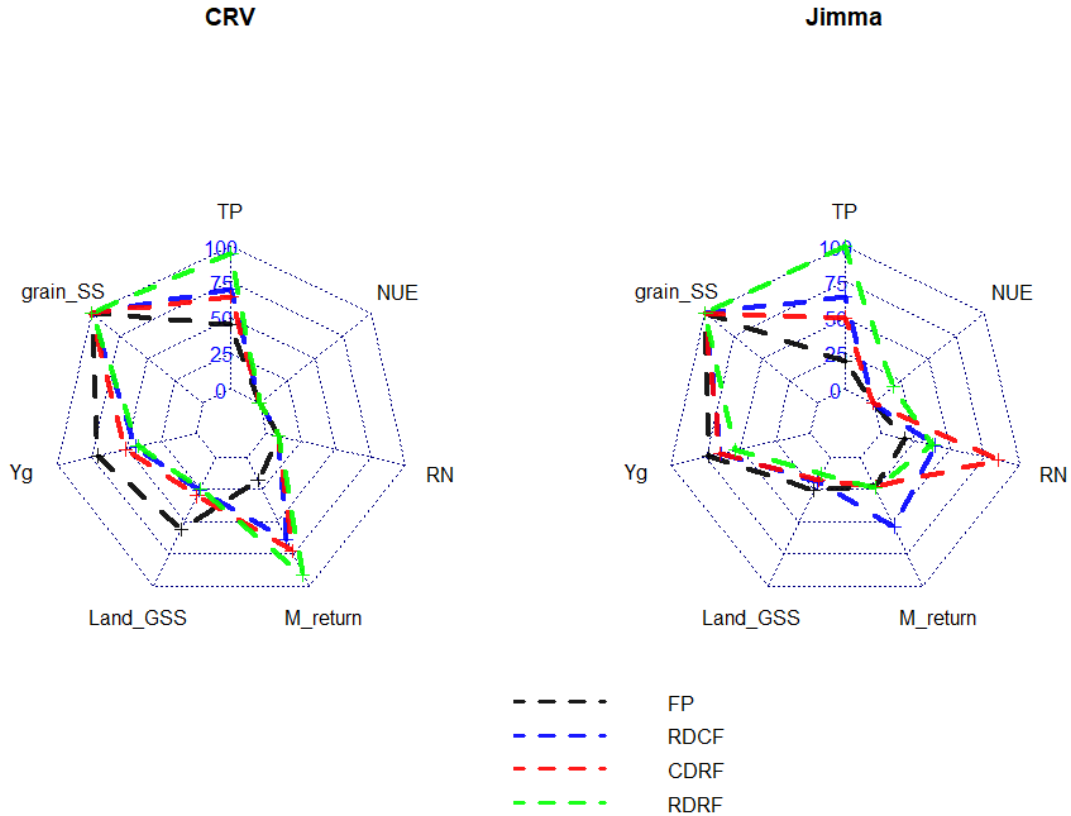 CRV
Jimma
TP
100
75
50
25
0
NUE
RN
M_return
Land_GSS
Yg
grain_SS
TP
100
75
50
25
0
NUE
RN
M_return
Land_GSS
Yg
grain_SS
FP
RDCF
CDRF
RDRF